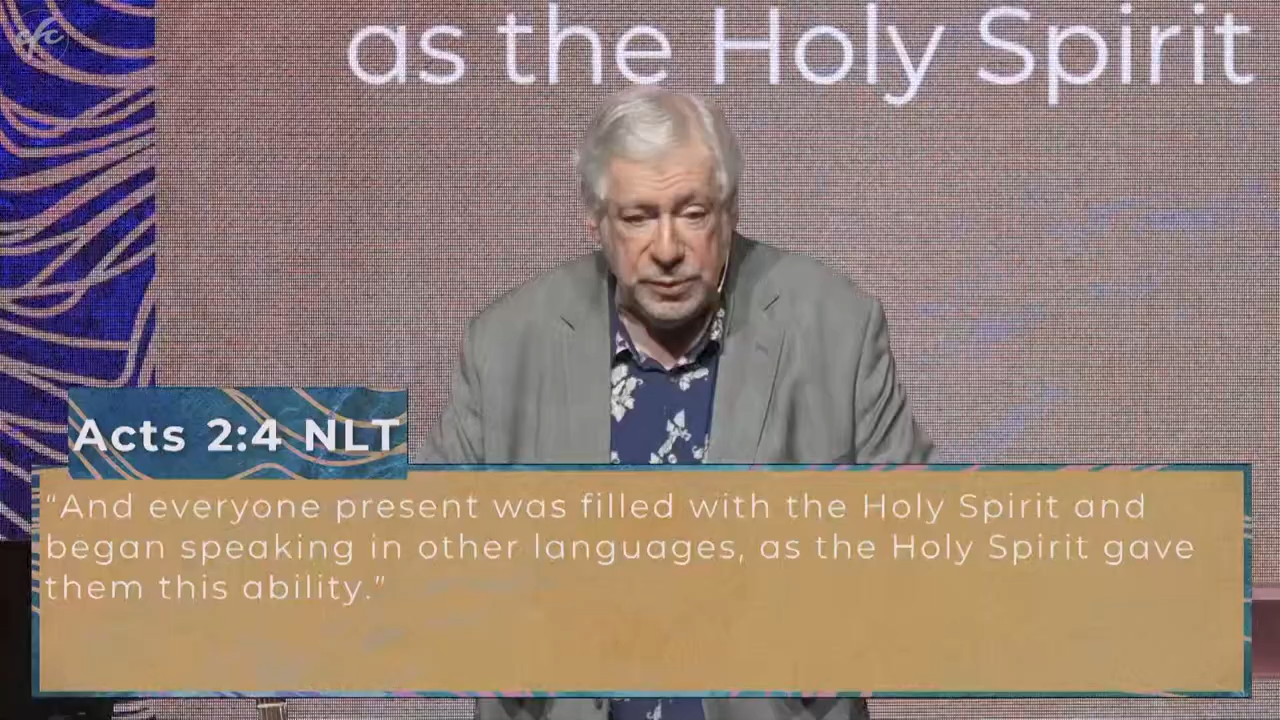 efc
as the Holy Spirit
Acts 2:4 NLT
“And everyone present was filled with the Holy Spirit and
began speaking in other languages, as the Holy Spirit gave
them this ability.”